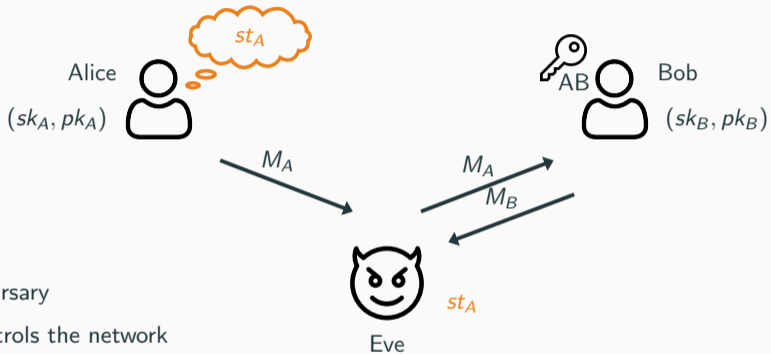 st_A
Alice
(sk_A, pk_A)
AB
Bob
(sk_B, pk_B)
M_A
M_A
M_B
st_A
Eve
rsary
trols the network